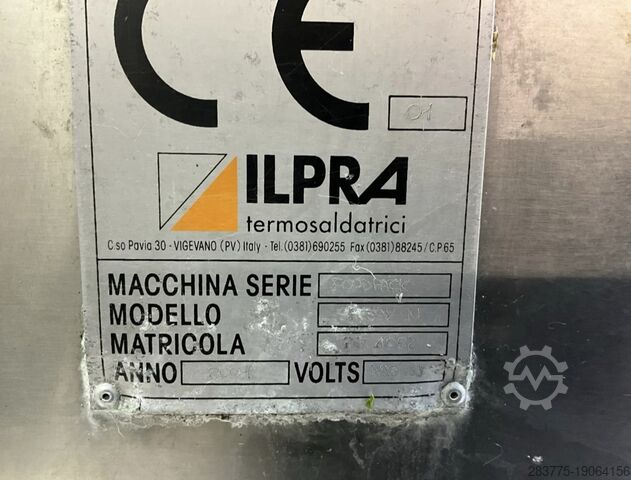 CE
01
ILPRA
termosaldatrici
C.so Pavia 30 - VIGEVANO (PV) Italy - Tel. (0381) 690255 Fax (0381) 88245 / C.P. 65
MACCHINA SERIE FOODPACK
MODELLO
MATRICOLA
ANNO VOLTS
283775-19064156